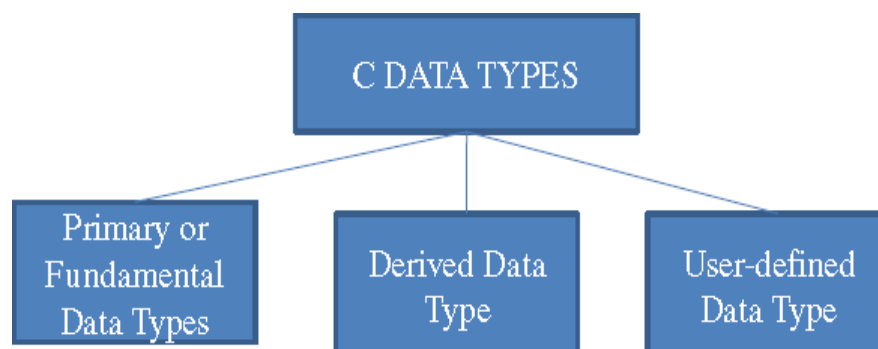 C DATA TYPES
Primary or
Fundamental
Data Types
Derived Data
Type
User-defined
Data Type